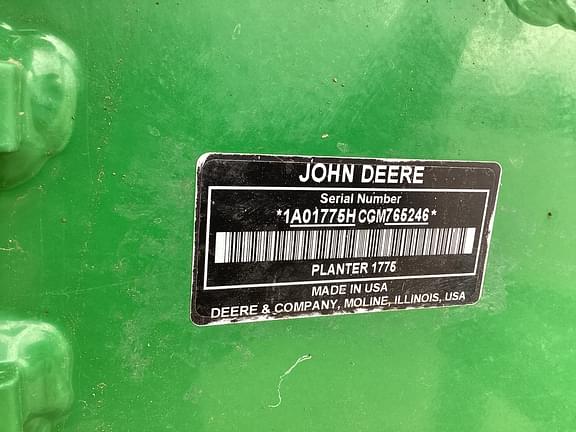 JOHN DEERE
Serial Number
*1A01775HCGM765246*
PLANTER 1775
MADE IN USA
DEERE & COMPANY, MOLINE, ILLINOIS, USA